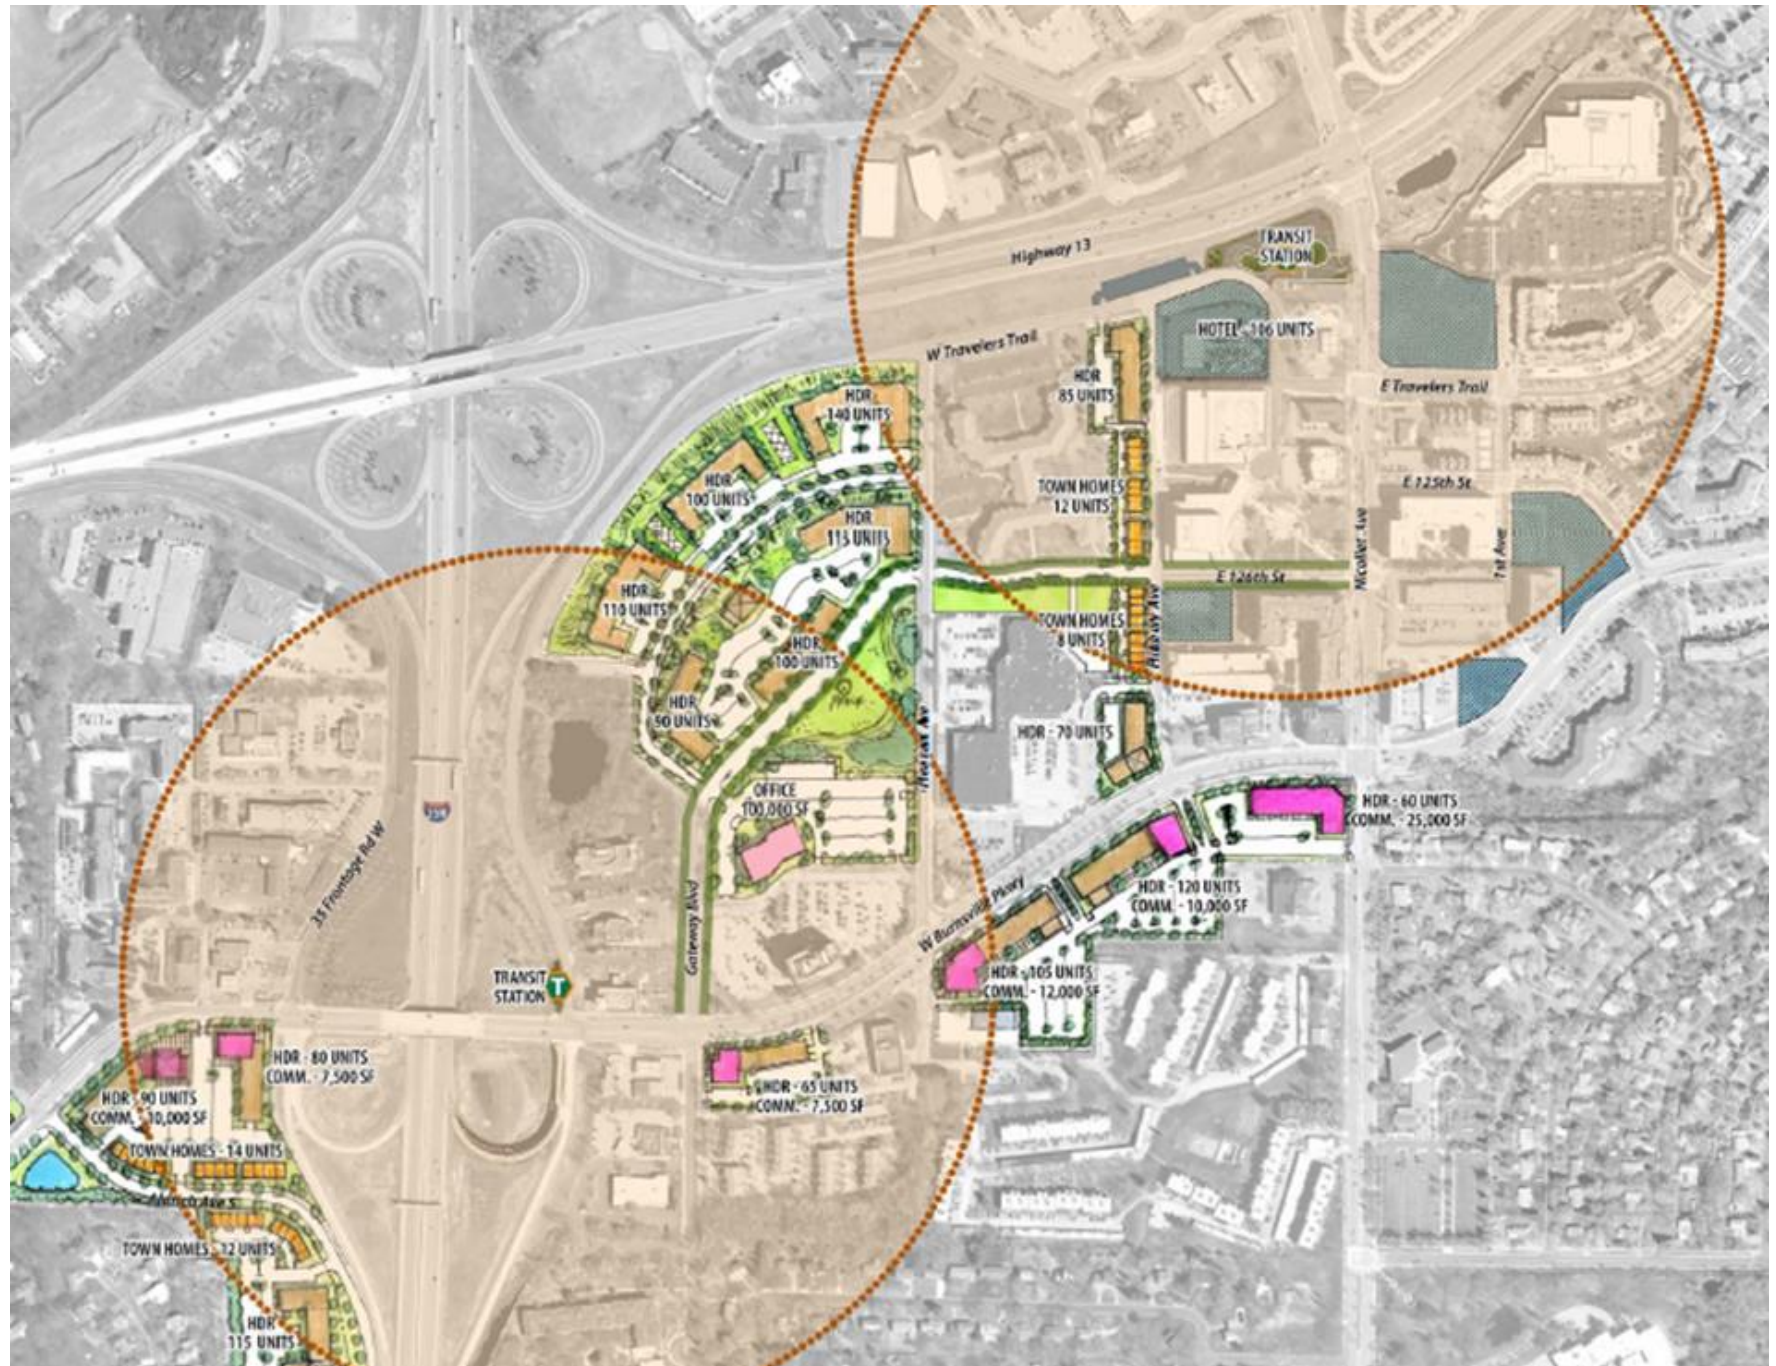 Highway 13
TRANSIT
STATION
HOTEL - 106 UNITS
W Travelers Trail
HDR
85 UNITS
E Travelers Trail
HDR
140 UNITS
HDR
100 UNITS
TOWN HOMES
12 UNITS
E 125th St
HDR
115 UNITS
Nicollet Ave
1st Ave
E 126th St
HDR
110 UNITS
TOWN HOMES
8 UNITS
HDR
100 UNITS
HDR
HDR - 70 UNITS
OFFICE
100,000 SF
HDR - 60 UNITS
COMM. - 25,000 SF
35 Frontage Rd W
HDR - 120 UNITS
COMM. - 10,000 SF
W Burnsville Pkwy
Gateway Blvd
TRANSIT
STATION
T
HDR - 105 UNITS
COMM. - 12,000 SF
HDR - 80 UNITS
COMM. - 7,500 SF
HDR - 90 UNITS
COMM. - 10,000 SF
HDR - 65 UNITS
COMM. - 7,500 SF
TOWN HOMES - 14 UNITS
TOWN HOMES - 12 UNITS
HDR
115 UNITS